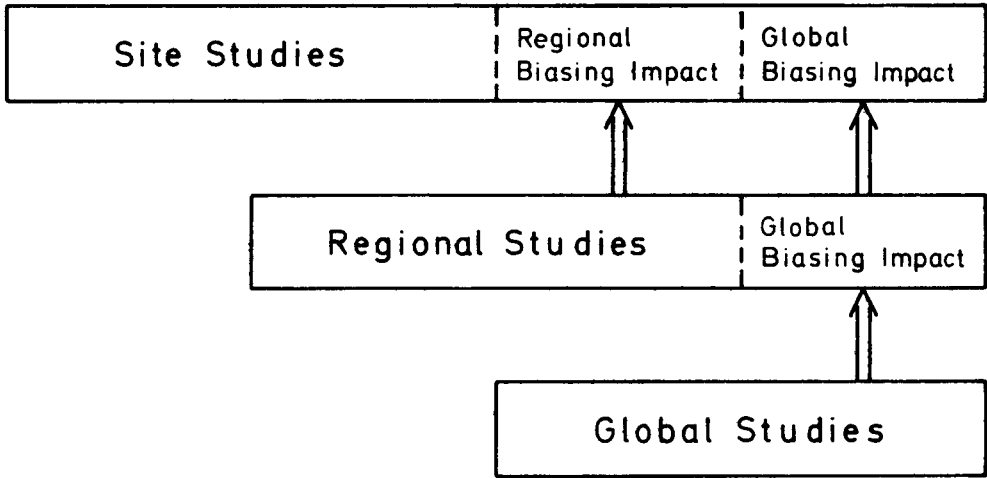 Site Studies
Regional
Biasing Impact
Global
Biasing Impact
Regional Studies
Global
Biasing Impact
Global Studies